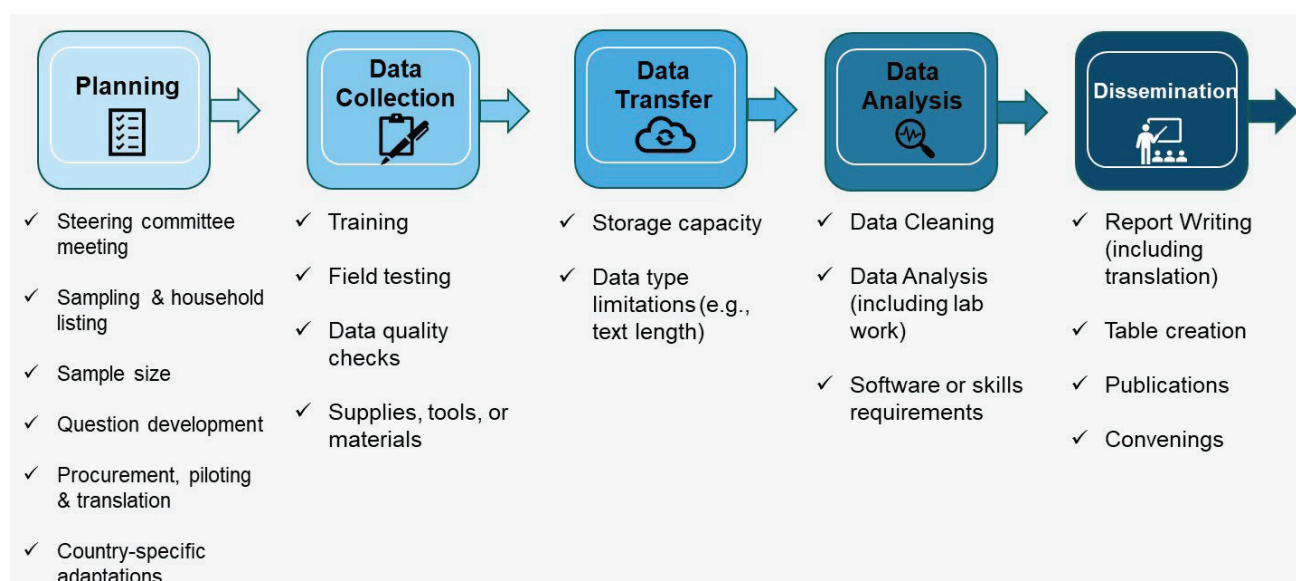 Planning
Data
Collection
Data
Transfer
Data
Analysis
Dissemination
✓ Steering committee
meeting
✓ Sampling & household
listing
✓ Sample size
✓ Question development
✓ Procurement, piloting
& translation
✓ Country-specific
adaptations
✓ Training
✓ Field testing
✓ Data quality
checks
✓ Supplies, tools, or
materials
✓ Storage capacity
✓ Data type
limitations (e.g.,
text length)
✓ Data Cleaning
✓ Data Analysis
(including lab
work)
✓ Software or skills
requirements
✓ Report Writing
(including
translation)
✓ Table creation
✓ Publications
✓ Convenings